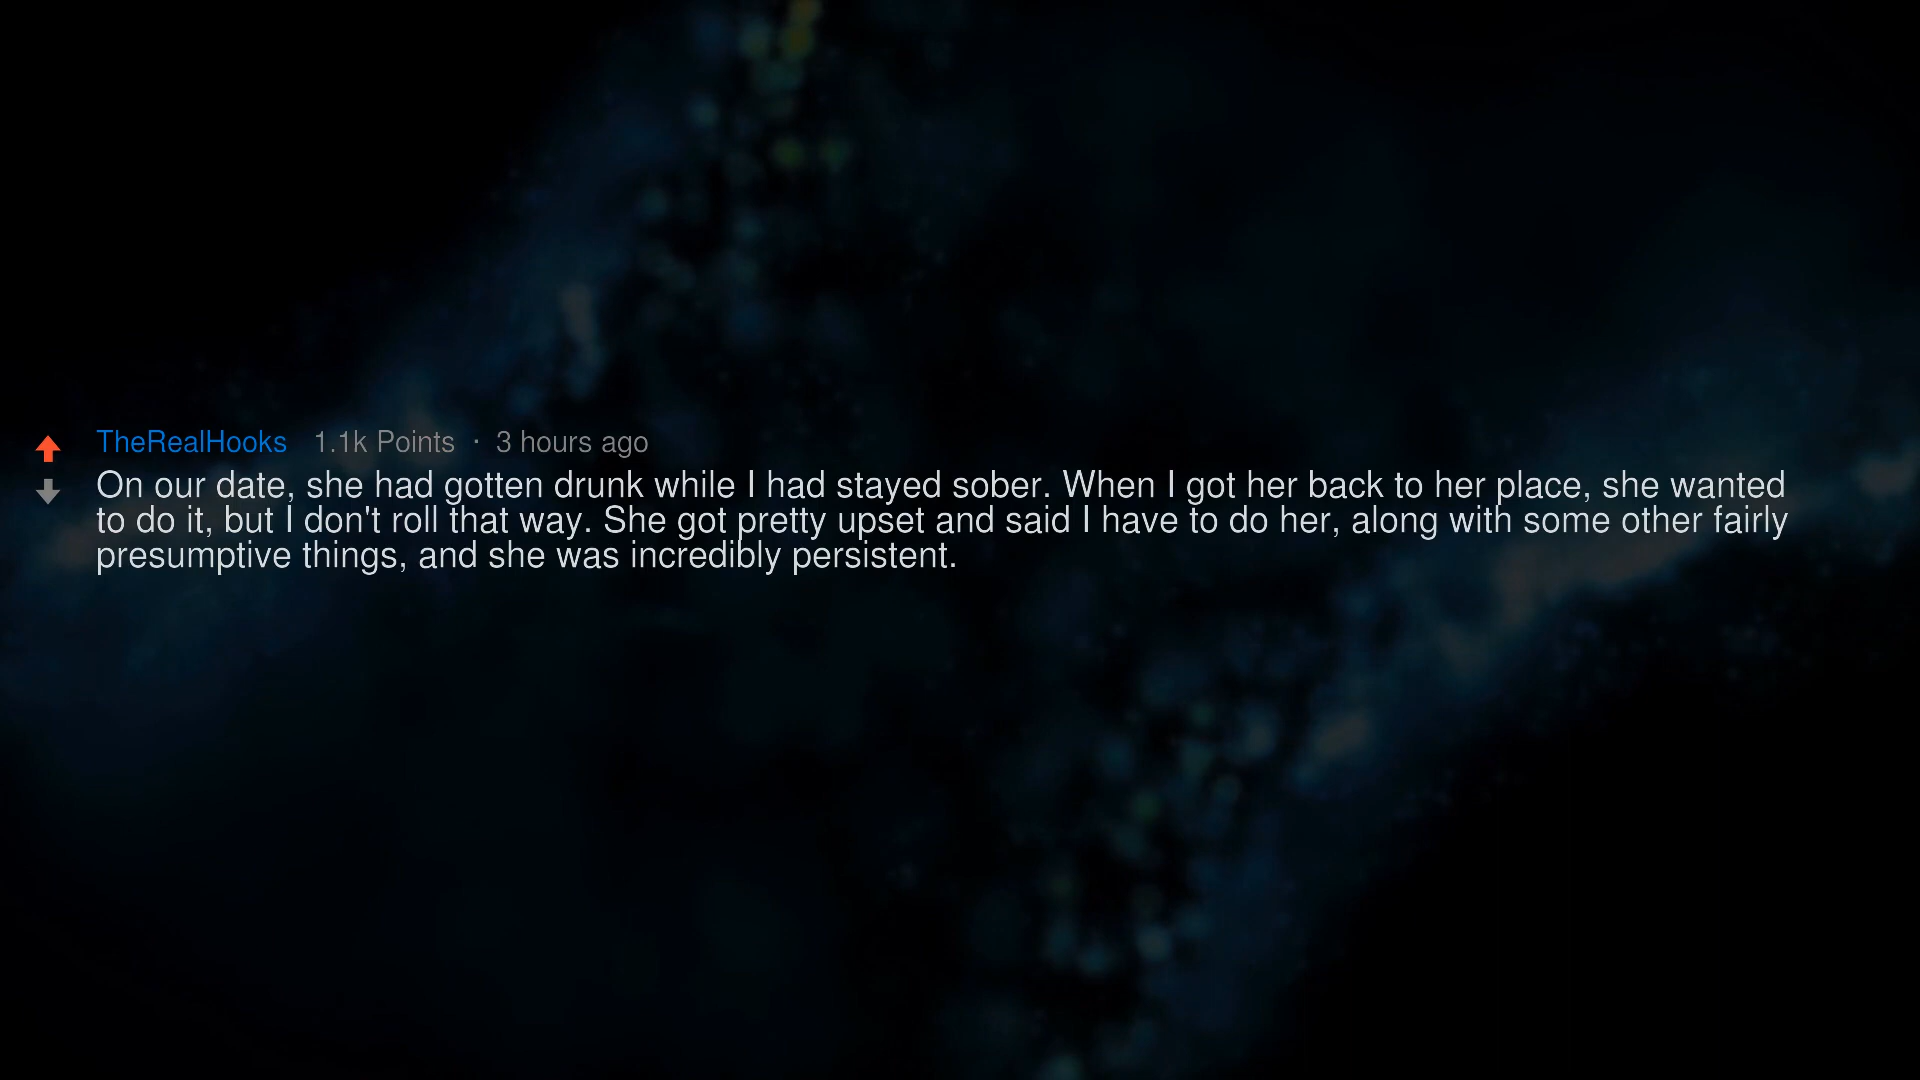 TheRealHooks 1.1k Points · 3 hours ago
On our date, she had gotten drunk while I had stayed sober. When I got her back to her place, she wanted
to do it, but I don't roll that way. She got pretty upset and said I have to do her, along with some other fairly
presumptive things, and she was incredibly persistent.